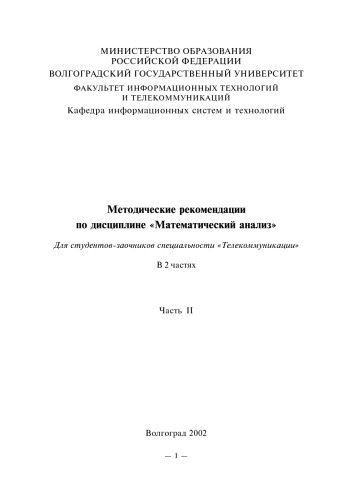 МИНИСТЕРСТВО ОБРАЗОВАНИЯ
РОССИЙСКОЙ ФЕДЕРАЦИИ
ВОЛГОГРАДСКИЙ ГОСУДАРСТВЕННЫЙ УНИВЕРСИТЕТ
ФАКУЛЬТЕТ ИНФОРМАЦИОННЫХ ТЕХНОЛОГИЙ
И ТЕЛЕКОММУНИКАЦИЙ
Кафедра информационных систем и технологий
Методические рекомендации
по дисциплине «Математический анализ»
Для студентов-заочников специальности «Телекоммуникации»
В 2 частях
Часть II
Волгоград 2002
— 1 —